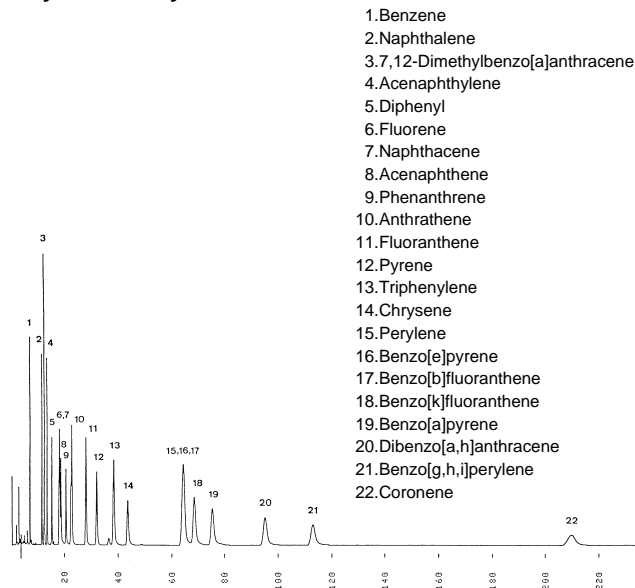 1.Benzene
2.Naphthalene
3.7,12-Dimethylbenzo[a]anthracene
4.Acenaphthylene
5.Diphenyl
6.Fluorene
7.Naphthacene
8.Acenaphthene
9.Phenanthrene
10.Anthrathene
11.Fluoranthene
12.Pyrene
13.Triphenylene
14.Chrysene
15.Perylene
16.Benzo[e]pyrene
17.Benzo[b]fluoranthene
18.Benzo[k]fluoranthene
19.Benzo[a]pyrene
20.Dibenzo[a,h]anthracene
21.Benzo[g,h,i]perylene
22.Coronene
3
1
2
4
5
6,7
8
9
10
11
12
13
14
15,16,17
18
19
20
21
22
20
40
60
80
100
120
140
160
180
200
220